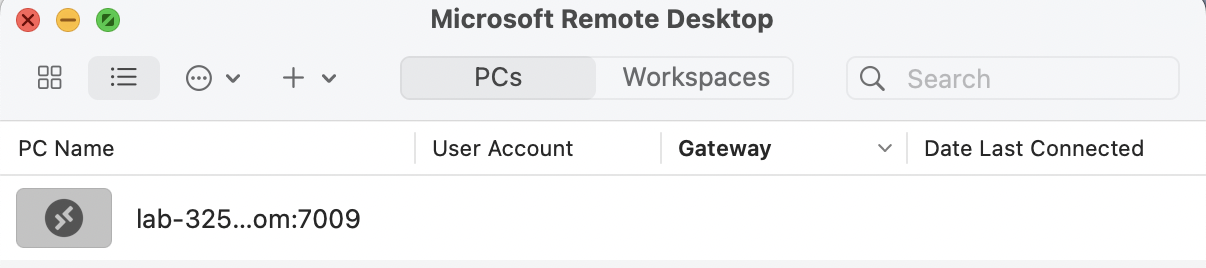 Microsoft Remote Desktop
PCs Workspaces Search
PC Name User Account Gateway Date Last Connected
lab-325...om:7009